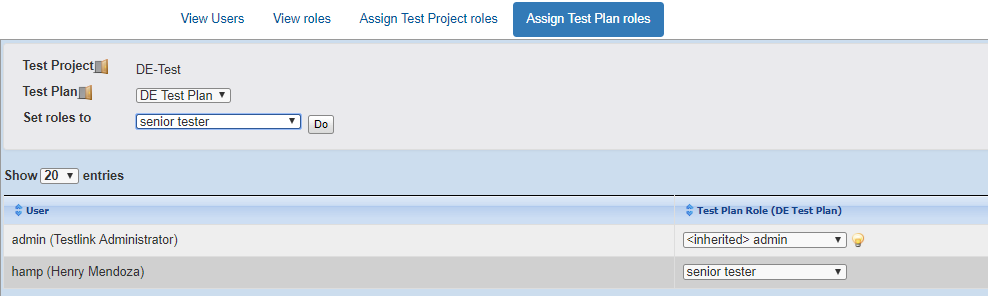 View Users View roles Assign Test Project roles Assign Test Plan roles
Test Project DE-Test
Test Plan DE Test Plan
Set roles to senior tester Do
Show 20 entries
User Test Plan Role (DE Test Plan)
admin (Testlink Administrator) <inherited> admin
hamp (Henry Mendoza) senior tester